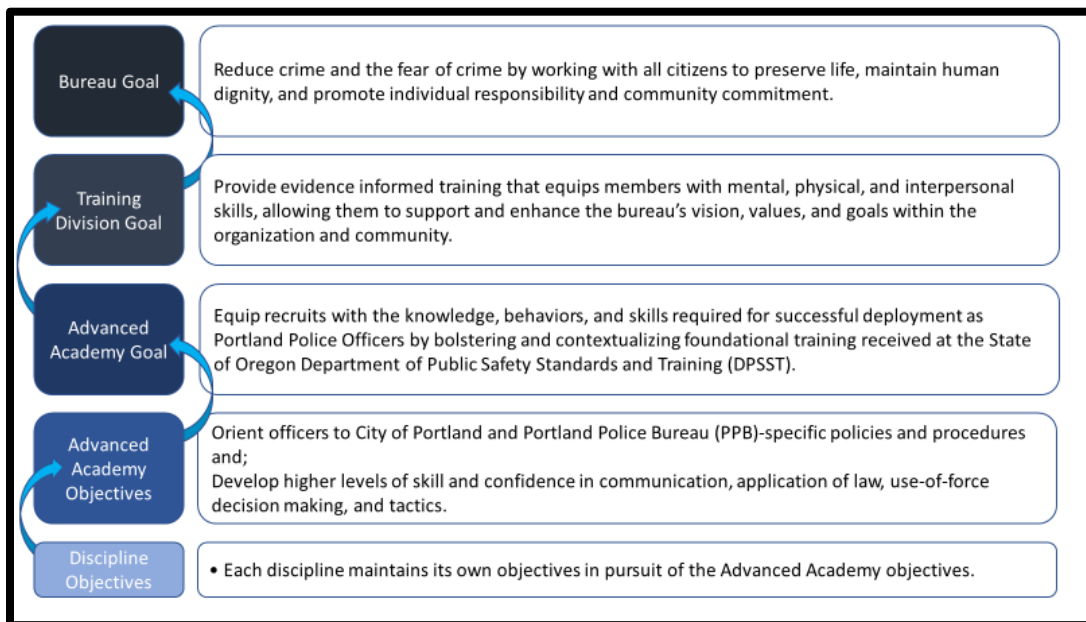 Bureau Goal
Reduce crime and the fear of crime by working with all citizens to preserve life, maintain human
dignity, and promote individual responsibility and community commitment.
Training
Division Goal
Provide evidence informed training that equips members with mental, physical, and interpersonal
skills, allowing them to support and enhance the bureau’s vision, values, and goals within the
organization and community.
Advanced
Academy Goal
Equip recruits with the knowledge, behaviors, and skills required for successful deployment as
Portland Police Officers by bolstering and contextualizing foundational training received at the State
of Oregon Department of Public Safety Standards and Training (DPSST).
Advanced
Academy
Objectives
Orient officers to City of Portland and Portland Police Bureau (PPB)-specific policies and procedures
and;
Develop higher levels of skill and confidence in communication, application of law, use-of-force
decision making, and tactics.
Discipline
Objectives
• Each discipline maintains its own objectives in pursuit of the Advanced Academy objectives.